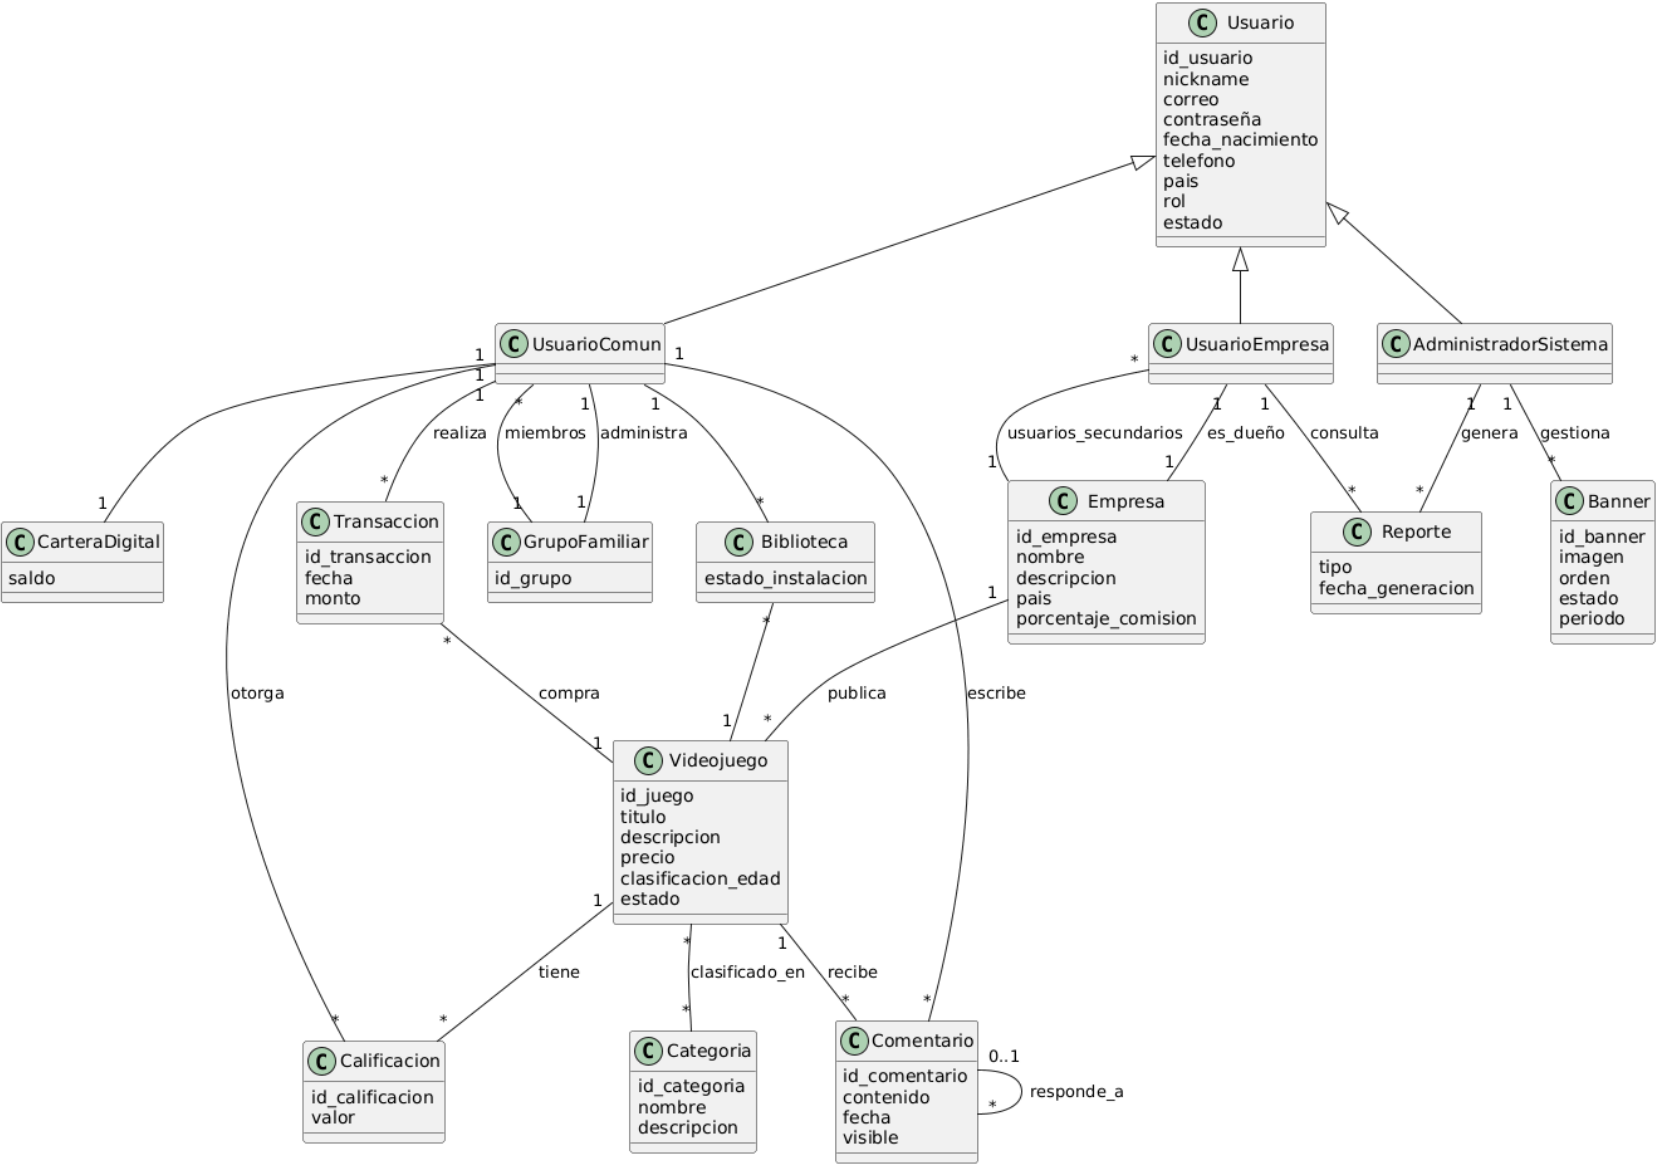 C Usuario
id_usuario
nickname
correo
contraseña
fecha_nacimiento
telefono
pais
rol
estado
C UsuarioComun
C UsuarioEmpresa
C AdministradorSistema
1
1
1
1
*
*
1
1
1
1
1
1
realiza
miembros
administra
usuarios_secundarios
es_dueño
consulta
genera
gestiona
1
*
1
1
*
1
1
*
*
*
C CarteraDigital
saldo
C Transaccion
id_transaccion
fecha
monto
C GrupoFamiliar
id_grupo
C Biblioteca
estado_instalacion
C Empresa
id_empresa
nombre
descripcion
pais
porcentaje_comision
C Reporte
tipo
fecha_generacion
C Banner
id_banner
imagen
orden
estado
periodo
*
*
1
otorga
compra
publica
escribe
1
1
*
C Videojuego
id_juego
titulo
descripcion
precio
clasificacion_edad
estado
1
*
1
tiene
clasificado_en
recibe
*
*
*
*
*
C Calificacion
id_calificacion
valor
C Categoria
id_categoria
nombre
descripcion
C Comentario
id_comentario
contenido
fecha
visible
0..1
responde_a
*